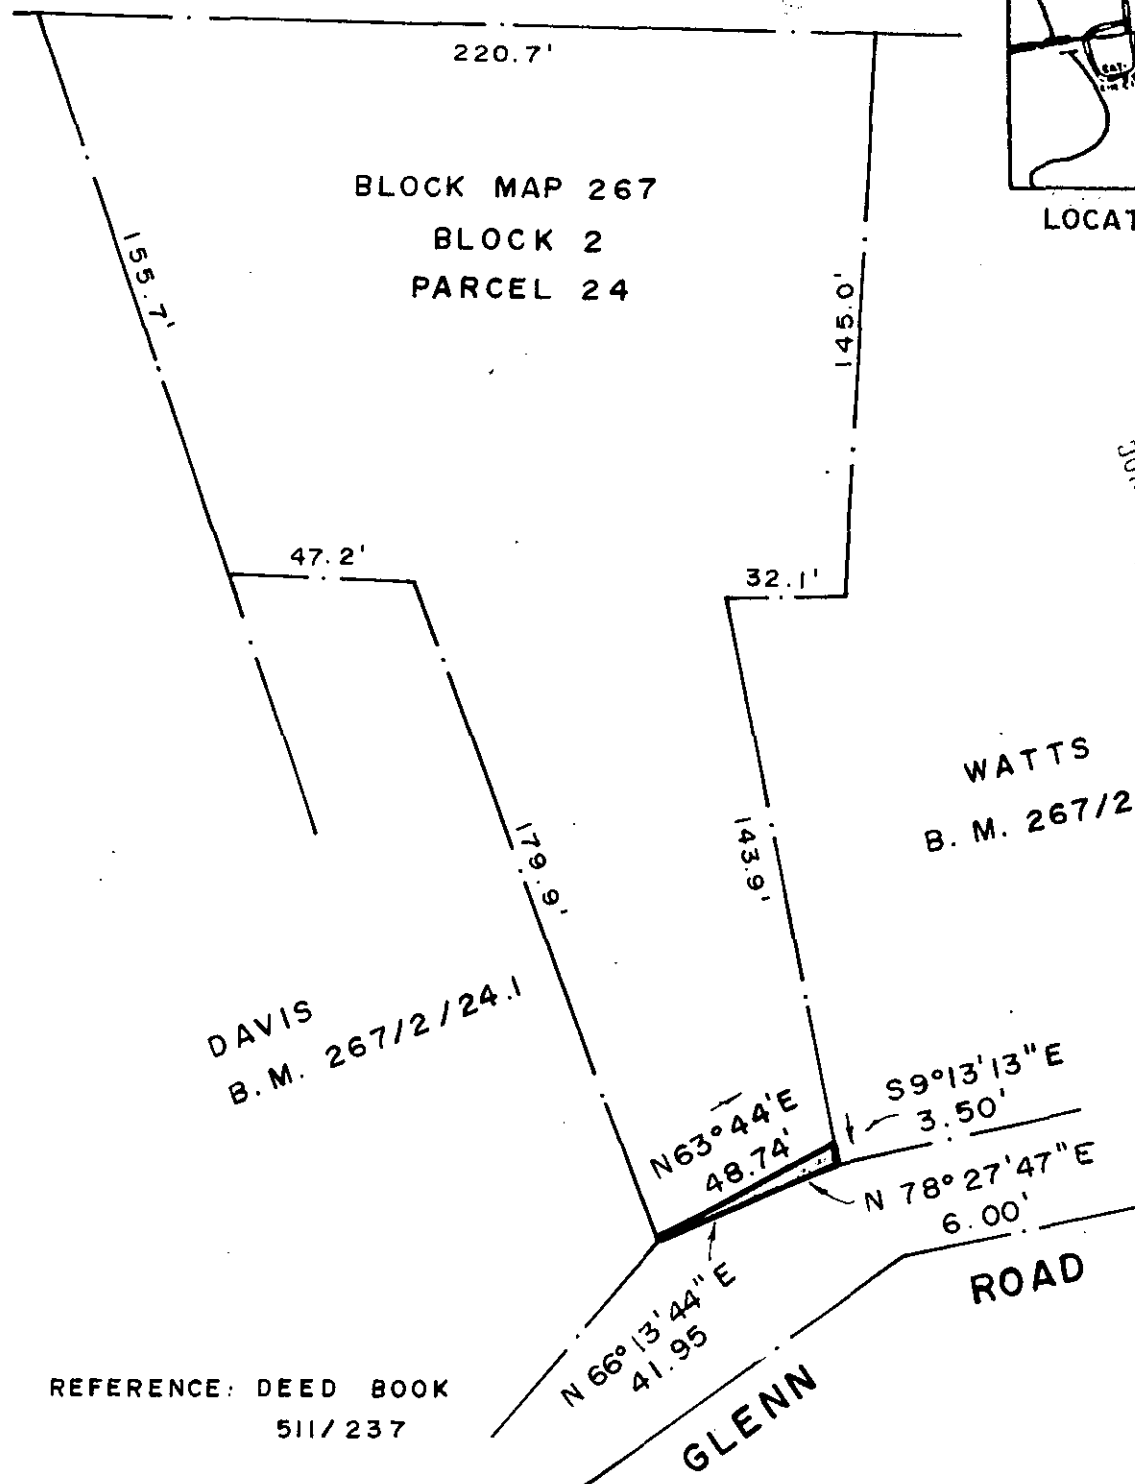 220.7'
BLOCK MAP 267
BLOCK 2
PARCEL 24
LOCAT
155.7'
145.0'
47.2'
32.1'
WATTS
B. M. 267/2
179.9'
143.9'
DAVIS
B. M. 267/2/24.1
S9°13'13"E
3.50'
N63°44'E
48.74'
N 78°27'47"E
6.00'
N 66°13'44"E
41.95
GLENN ROAD
REFERENCE: DEED BOOK
511/237